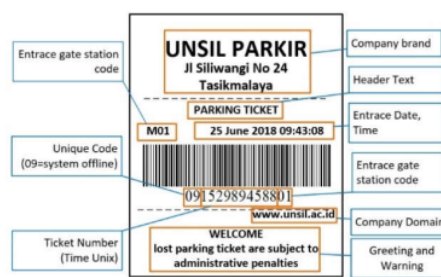 UNSIL PARKIR
Jl Siliwangi No 24
Tasikmalaya
PARKING TICKET
M01 25 June 2018 09:43:08
09152989458801
www.unsil.ac.id
WELCOME
lost parking ticket are subject to
administrative penalties
Entrace gate station
code
Unique Code
(09=system offline)
Ticket Number
(Time Unix)
Company brand
Header Text
Entrace Date,
Time
Entrace gate
station code
Company Domain
Greeting and
Warning